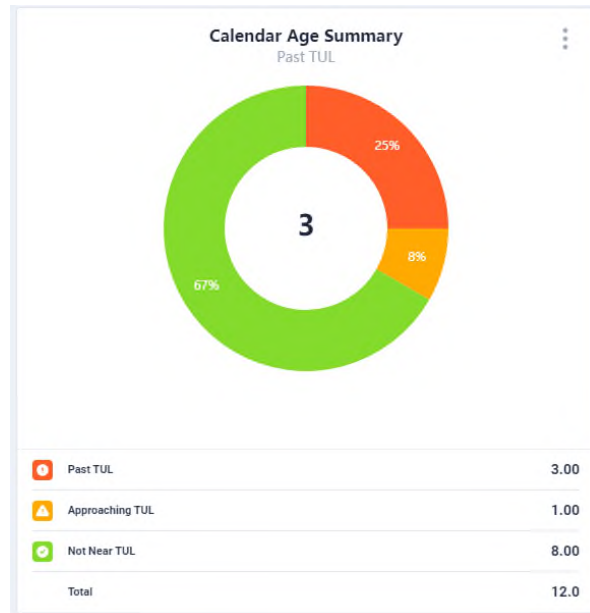 Calendar Age Summary
Past TUL
25%
3
8%
67%
Past TUL 3.00
Approaching TUL 1.00
Not Near TUL 8.00
Total 12.0